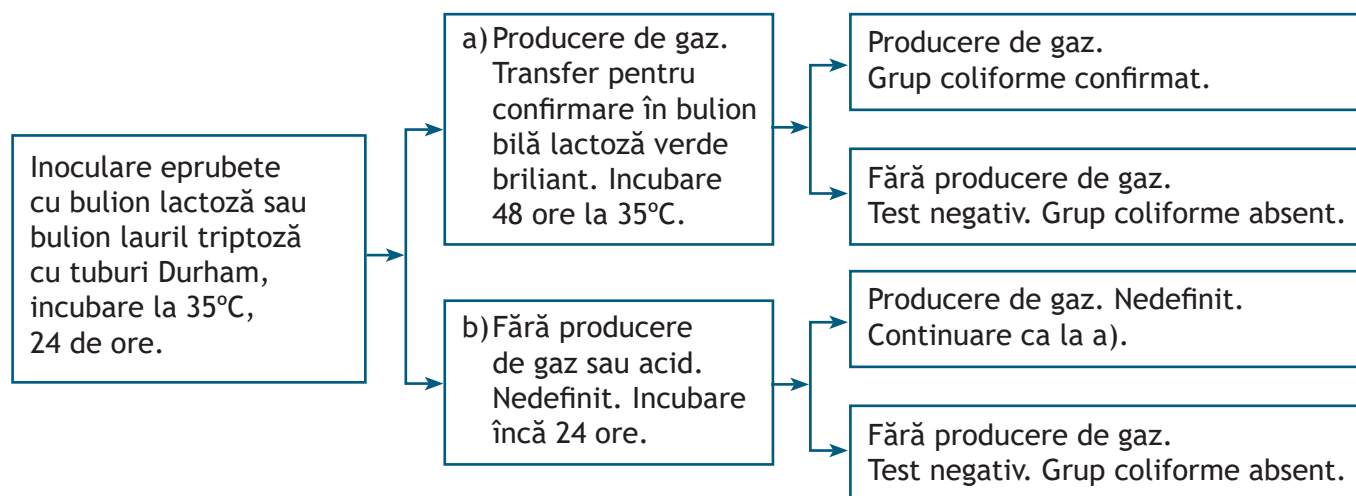 Inoculare eprubete
cu bulion lactoză sau
bulion lauril triptoză
cu tuburi Durham,
incubare la 35ºC,
24 de ore.
a) Producere de gaz.
Transfer pentru
confirmare în bulion
bilă lactoză verde
briliant. Incubare
48 ore la 35ºC.
Producere de gaz.
Grup coliforme confirmat.
Fără producere de gaz.
Test negativ. Grup coliforme absent.
b) Fără producere
de gaz sau acid.
Nedefinit. Incubare
încă 24 ore.
Producere de gaz. Nedefinit.
Continuare ca la a).
Fără producere de gaz.
Test negativ. Grup coliforme absent.